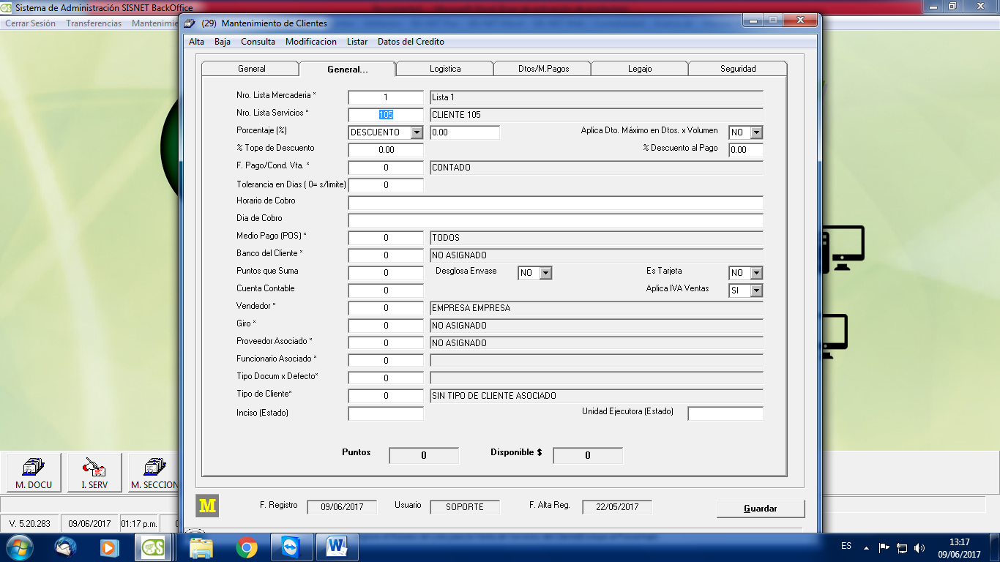 Sistema de Administración SISNET BackOffice
Cerrar Sesión Transferencias Mantenimie
(29) Mantenimiento de Clientes
Alta Baja Consulta Modificacion Listar Datos del Credito
General General... Logistica Dtos/M.Pagos Legajo Seguridad
Nro. Lista Mercaderia * 1 Lista 1
Nro. Lista Servicios * 105 CLIENTE 105
Porcentaje (%) DESCUENTO 0.00 Aplica Dto. Máximo en Dtos. x Volumen NO
% Tope de Descuento 0.00 % Descuento al Pago 0.00
F. Pago/Cond. Vta. * 0 CONTADO
Tolerancia en Dias ( 0= s/limite) 0
Horario de Cobro
Dia de Cobro
Medio Pago (POS) * 0 TODOS
Banco del Cliente * 0 NO ASIGNADO
Puntos que Suma 0 Desglosa Envase NO Es Tarjeta NO
Cuenta Contable 0 Aplica IVA Ventas SI
Vendedor * 0 EMPRESA EMPRESA
Giro * 0 NO ASIGNADO
Proveedor Asociado * 0 NO ASIGNADO
Funcionario Asociado * 0
Tipo Docum x Defecto* 0
Tipo de Cliente* 0 SIN TIPO DE CLIENTE ASOCIADO
Inciso (Estado) Unidad Ejecutora (Estado)
Puntos 0 Disponible $ 0
M. DOCU I. SERV M. SECCION
M F. Registro 09/06/2017 Usuario SOPORTE F. Alta Reg. 22/05/2017 Guardar
V. 5.20.283 09/06/2017 01:17 p.m.
ES 13:17
09/06/2017